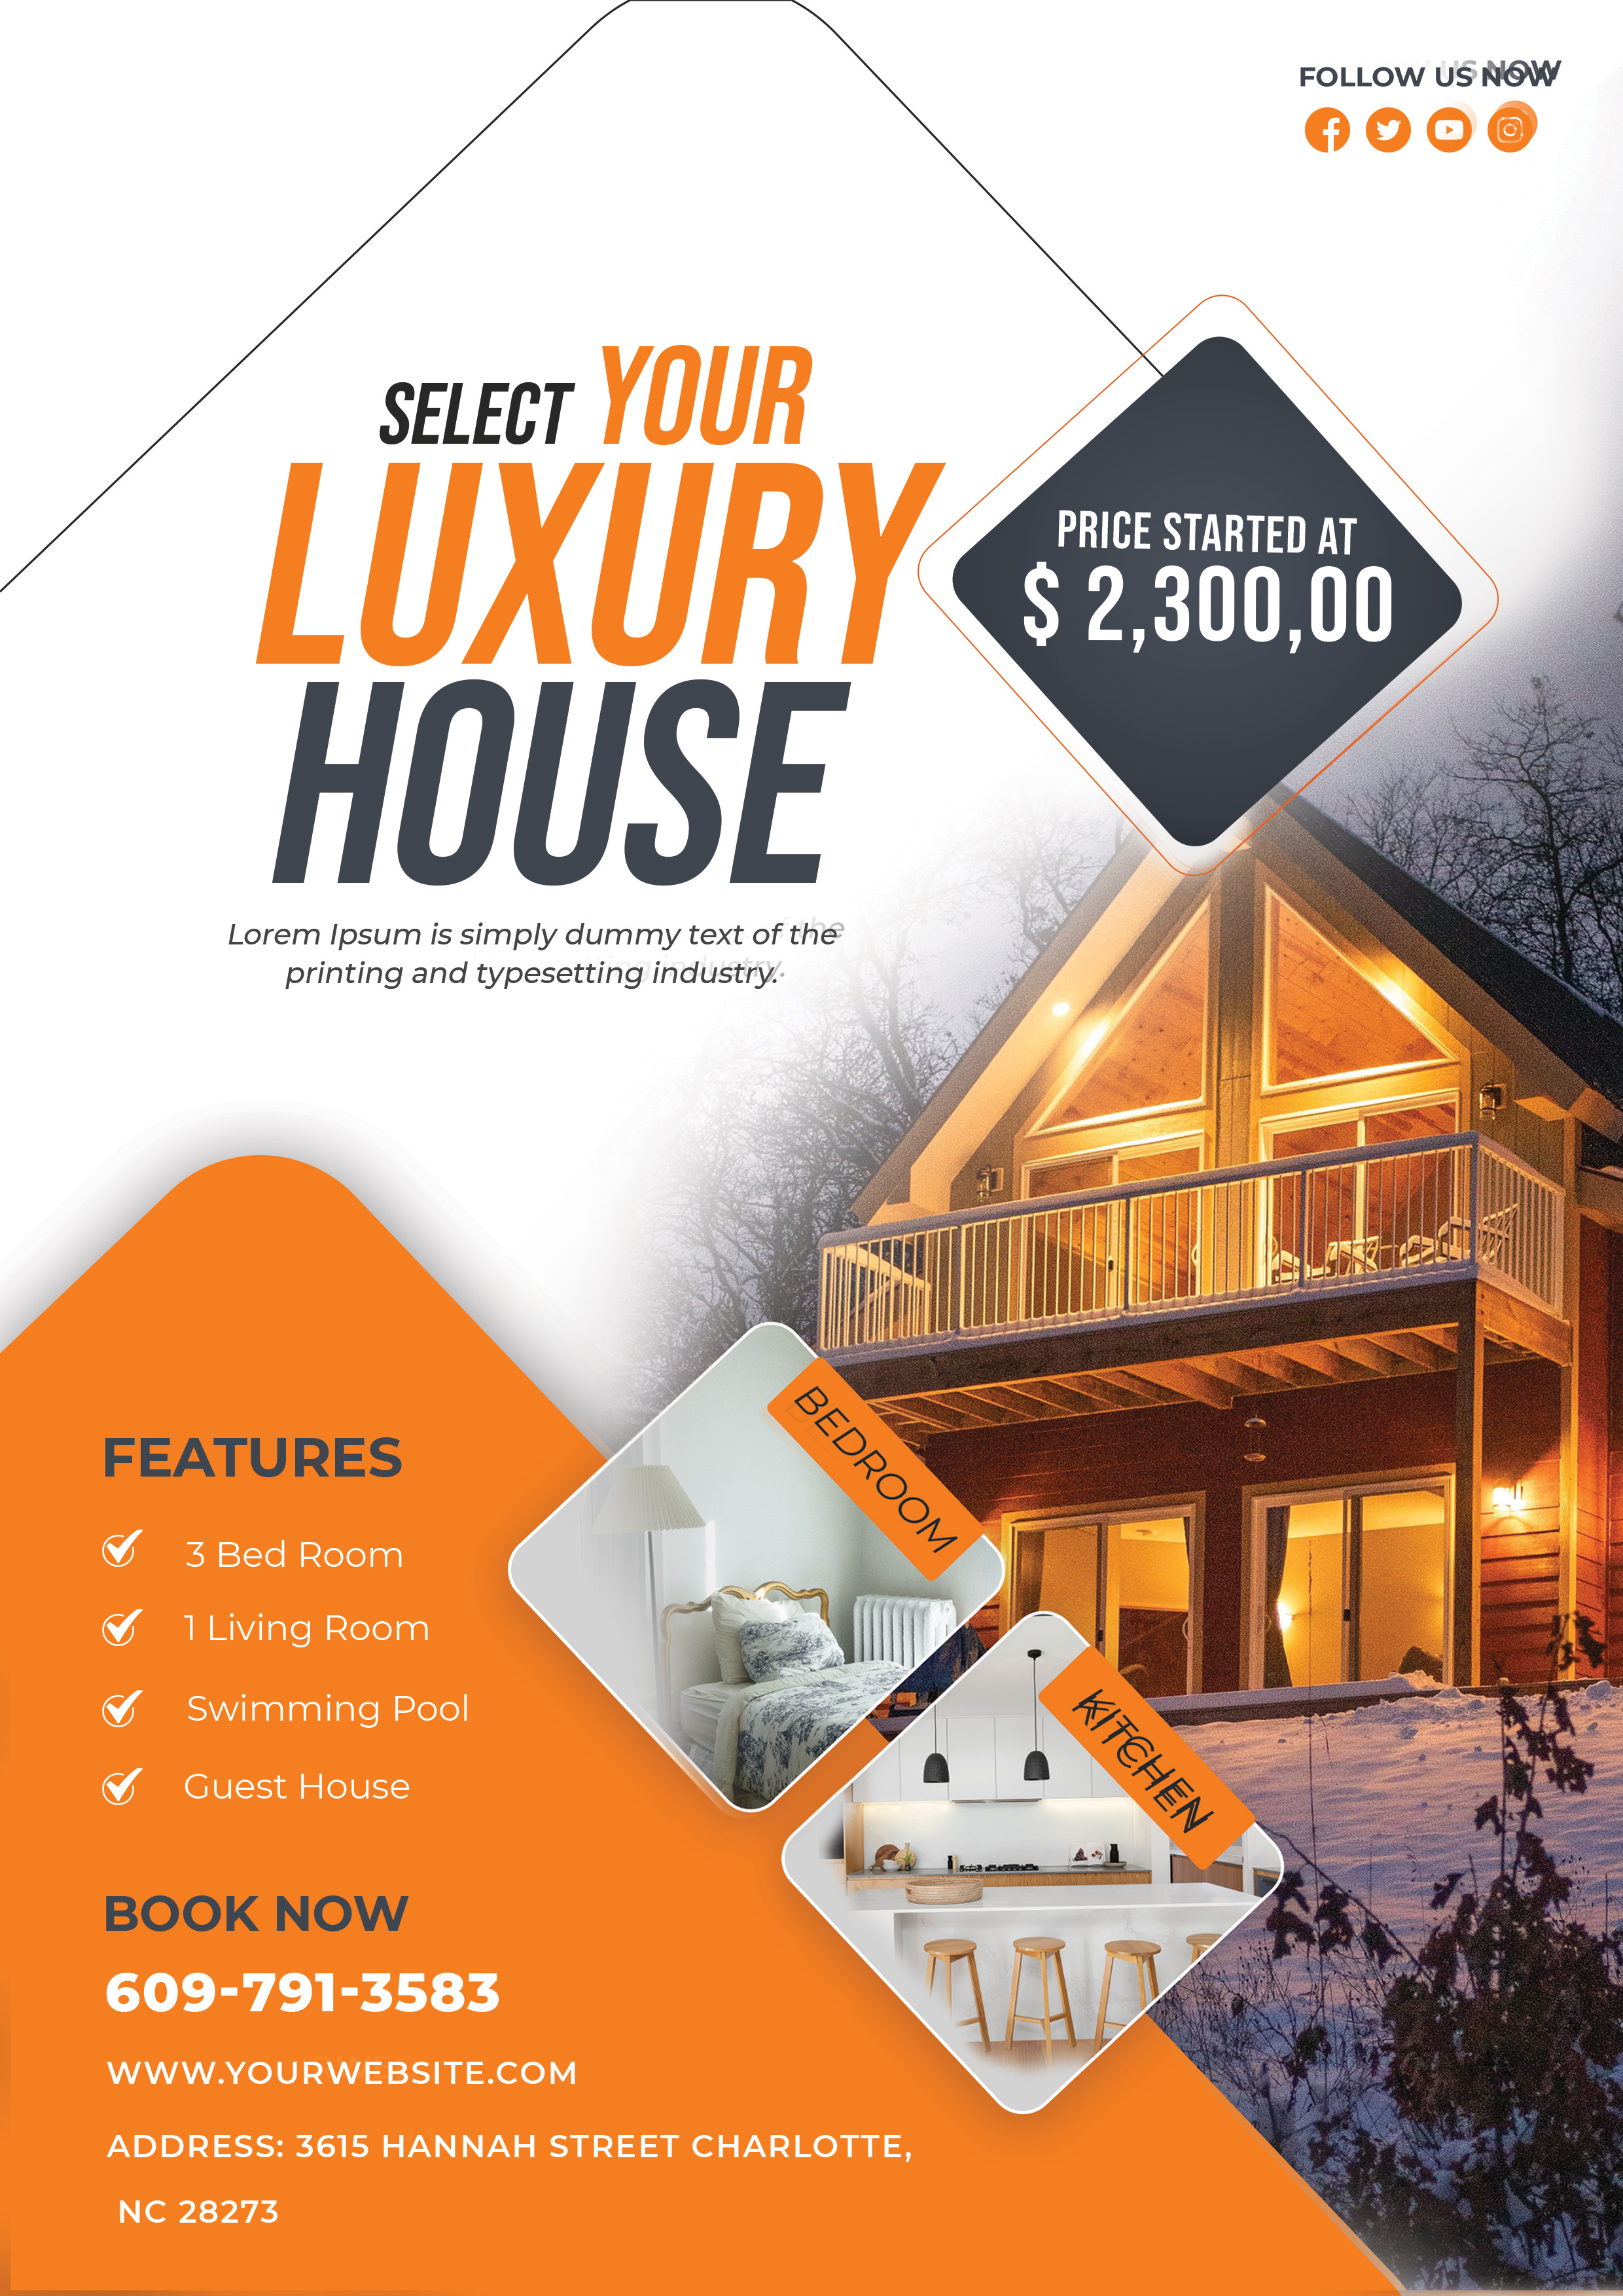 FOLLOW US NOW
SELECT YOUR
LUXURY
HOUSE
PRICE STARTED AT
$ 2,300,00
Lorem Ipsum is simply dummy text of the
printing and typesetting industry.
BEDROOM
KITCHEN
FEATURES
3 Bed Room
1 Living Room
Swimming Pool
Guest House
BOOK NOW
609-791-3583
WWW.YOURWEBSITE.COM
ADDRESS: 3615 HANNAH STREET CHARLOTTE,
NC 28273